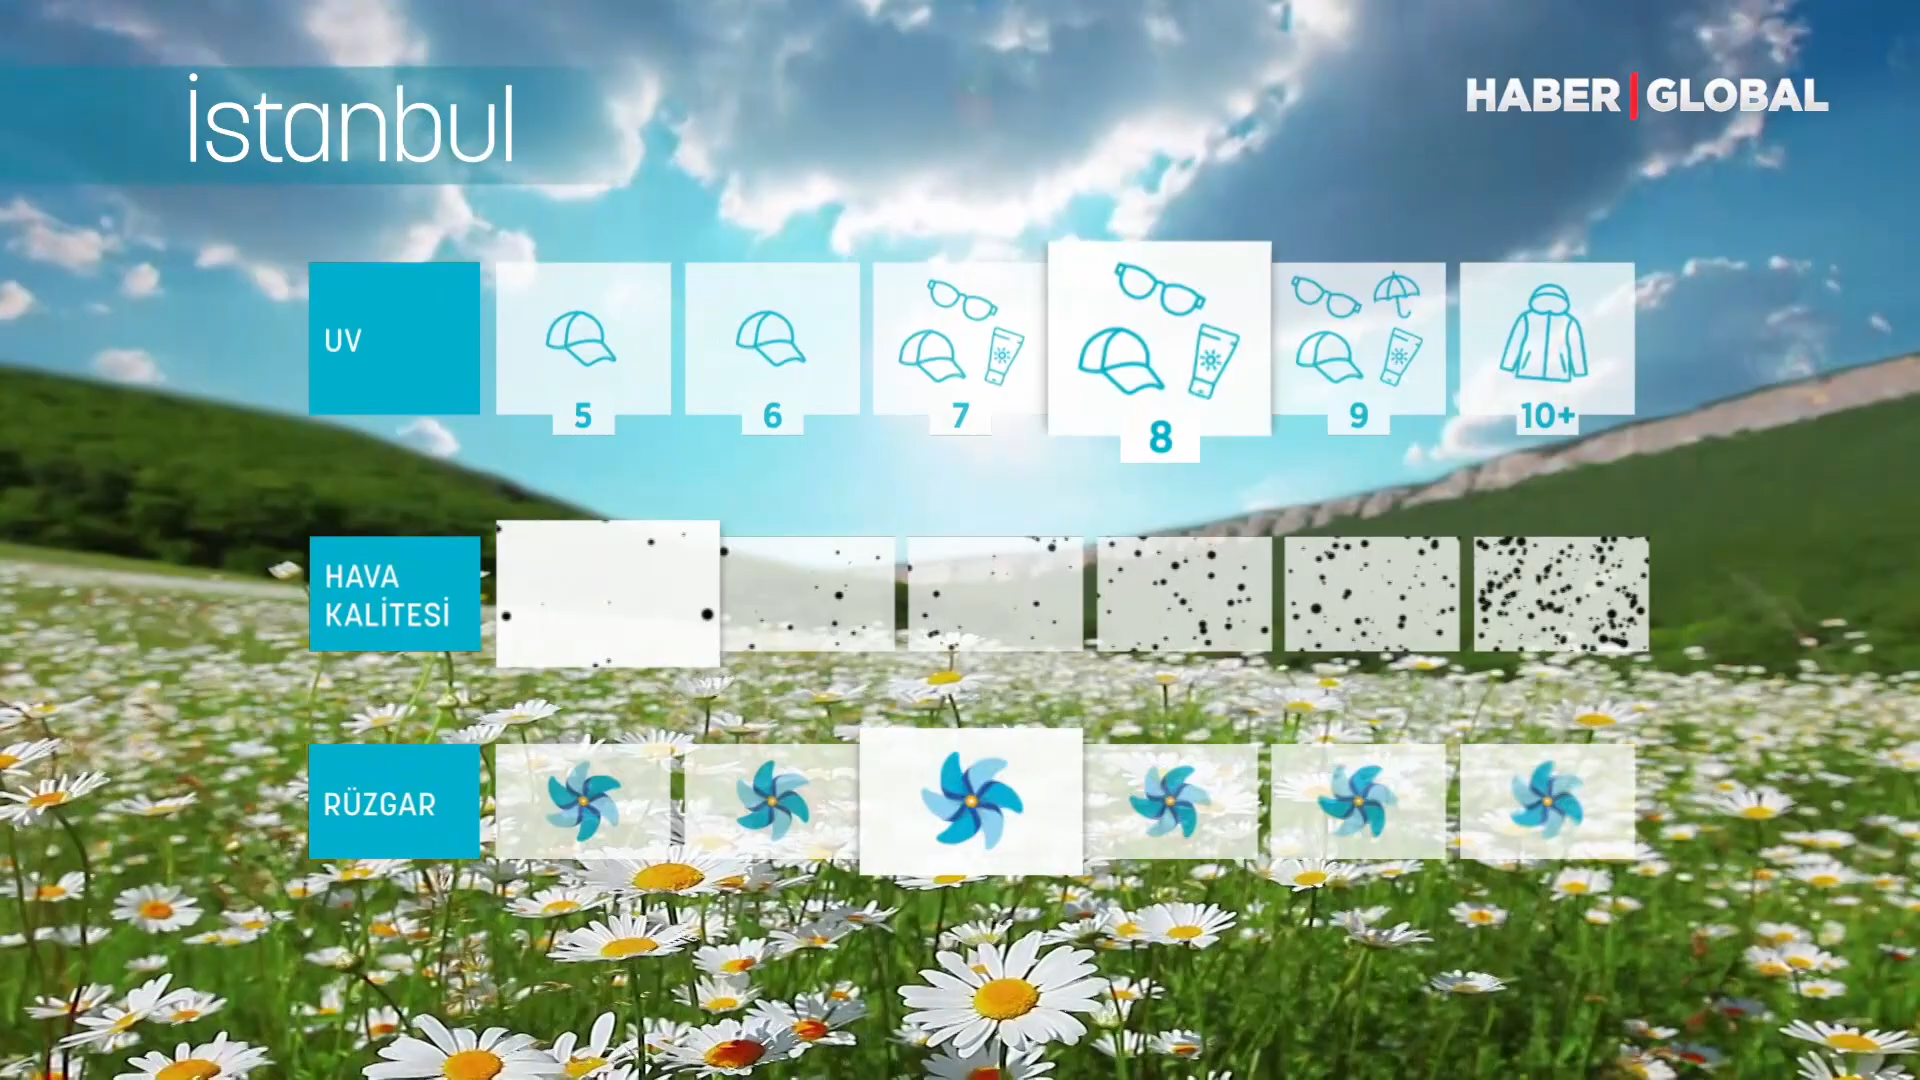 İstanbul
HABER GLOBAL
UV
5
6
7
8
9
10+
HAVA
KALİTESİ
RÜZGAR